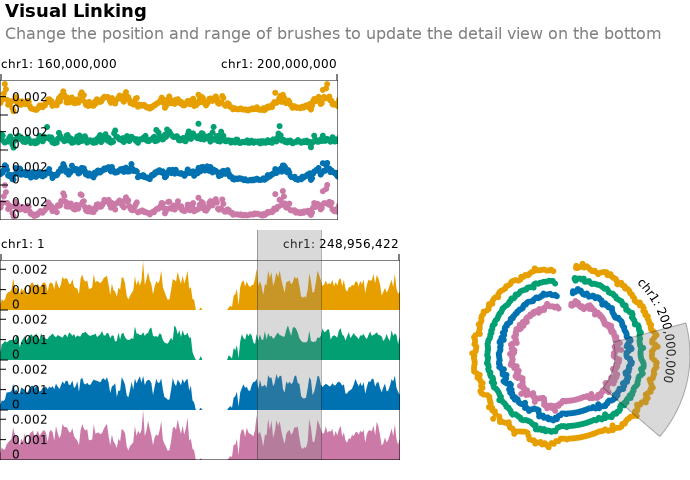 Visual Linking
Change the position and range of brushes to update the detail view on the bottom
chr1: 160,000,000 200,000,000
chr1: 200,000,000
0.002
0
0.002
0
0.002
0
0.002
0
chr1: 1
chr1: 248,956,422
0.002
0.001
0
0.002
0.001
0
0.002
0.001
0
0.002
0.001
0
chr1: 200,000,000